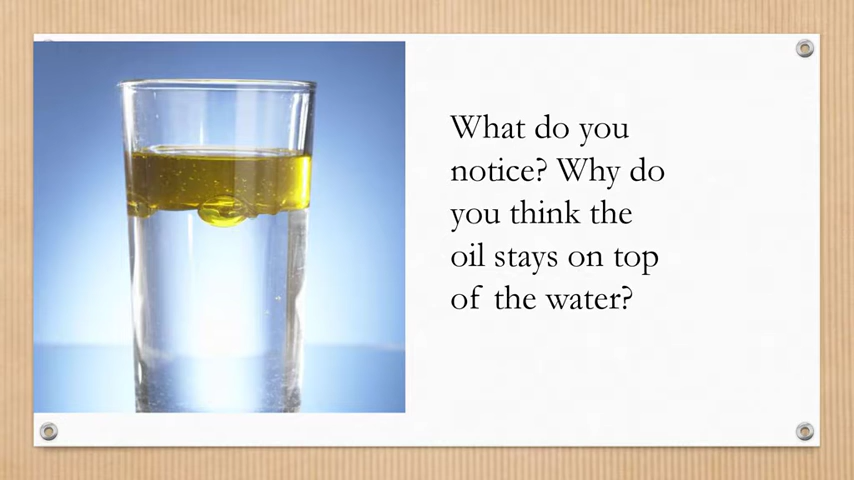 What do you
notice? Why do
you think the
oil stays on top
of the water?